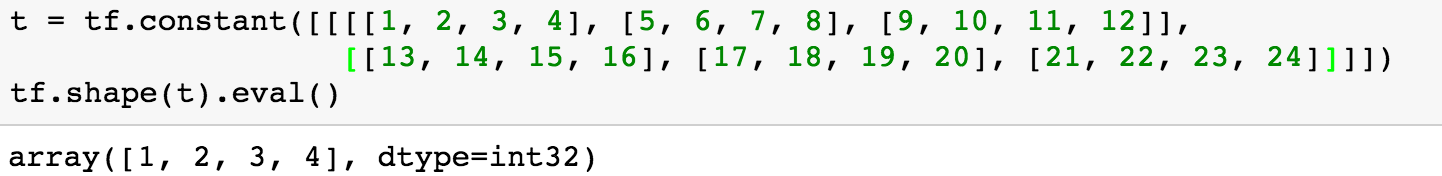 t = tf.constant([[[[1, 2, 3, 4], [5, 6, 7, 8], [9, 10, 11, 12]],
[[13, 14, 15, 16], [17, 18, 19, 20], [21, 22, 23, 24]]]])
tf.shape(t).eval()
array([1, 2, 3, 4], dtype=int32)